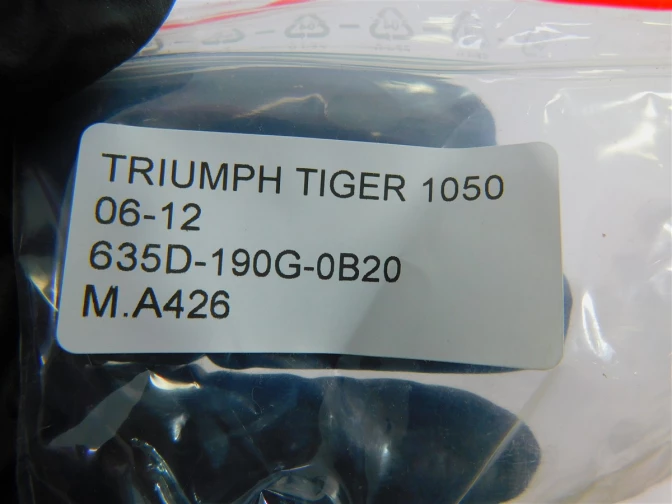 TRIUMPH TIGER 1050
06-12
635D-190G-0B20
M.A426